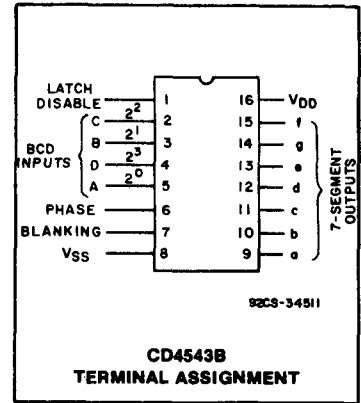 LATCH
DISABLE 1 16 VDD
C 2² 2 15 f
B 2¹ 3 14 g
BCD
INPUTS
D 2³ 4 13 e
A 2⁰ 5 12 d
PHASE 6 11 c
BLANKING 7 10 b
VSS 8 9 a
7-SEGMENT
OUTPUTS
92CS-34511
CD4543B
TERMINAL ASSIGNMENT